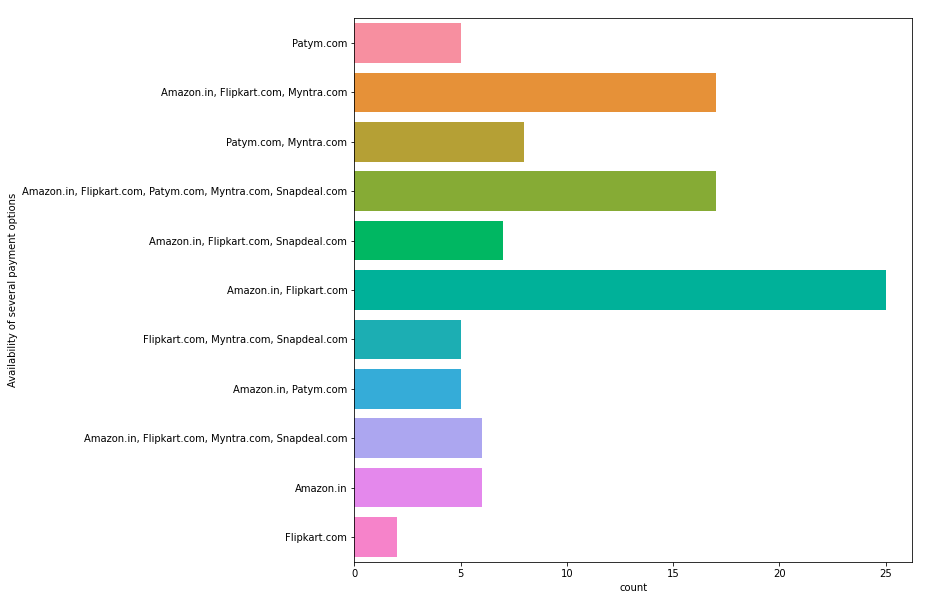 Availability of several payment options
Patym.com
Amazon.in, Flipkart.com, Myntra.com
Patym.com, Myntra.com
Amazon.in, Flipkart.com, Patym.com, Myntra.com, Snapdeal.com
Amazon.in, Flipkart.com, Snapdeal.com
Amazon.in, Flipkart.com
Flipkart.com, Myntra.com, Snapdeal.com
Amazon.in, Patym.com
Amazon.in, Flipkart.com, Myntra.com, Snapdeal.com
Amazon.in
Flipkart.com
0 5 10 15 20 25
count